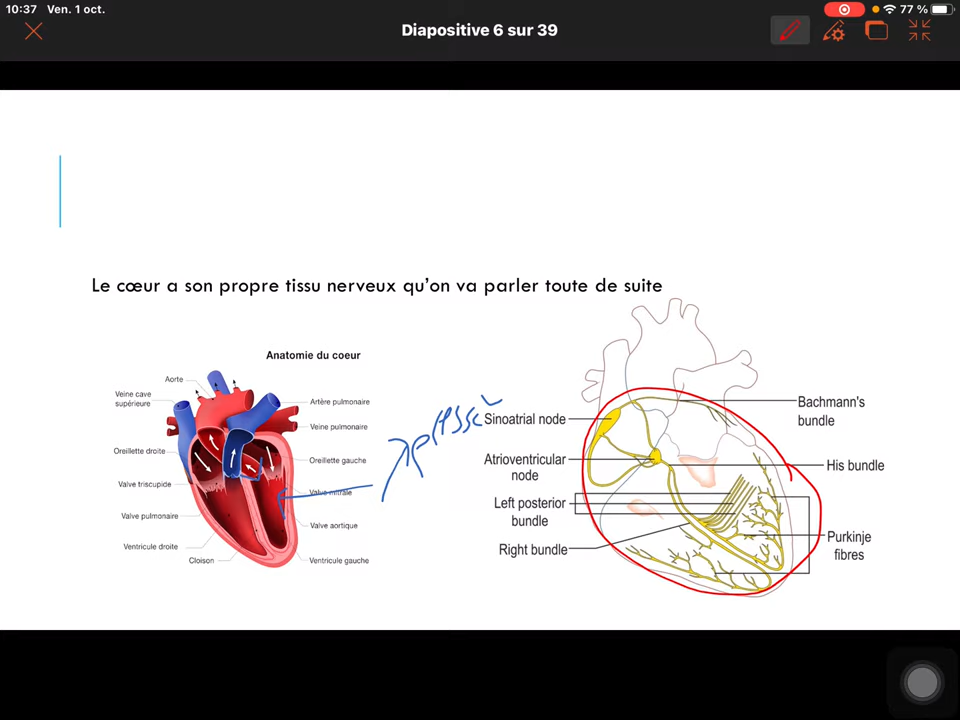 10:37 Ven. 1 oct.
77 %
Diapositive 6 sur 39
Le cœur a son propre tissu nerveux qu'on va parler toute de suite
Anatomie du coeur
Aorte
Veine cave
supérieure
Oreillette droite
Valve triscupide
Valve pulmonaire
Ventricule droite
Cloison
Artère pulmonaire
Veine pulmonaire
Oreillette gauche
Valve mitrale
Valve aortique
Ventricule gauche
Sinoatrial node
Atrioventricular
node
Left posterior
bundle
Right bundle
Bachmann's
bundle
His bundle
Purkinje
fibres